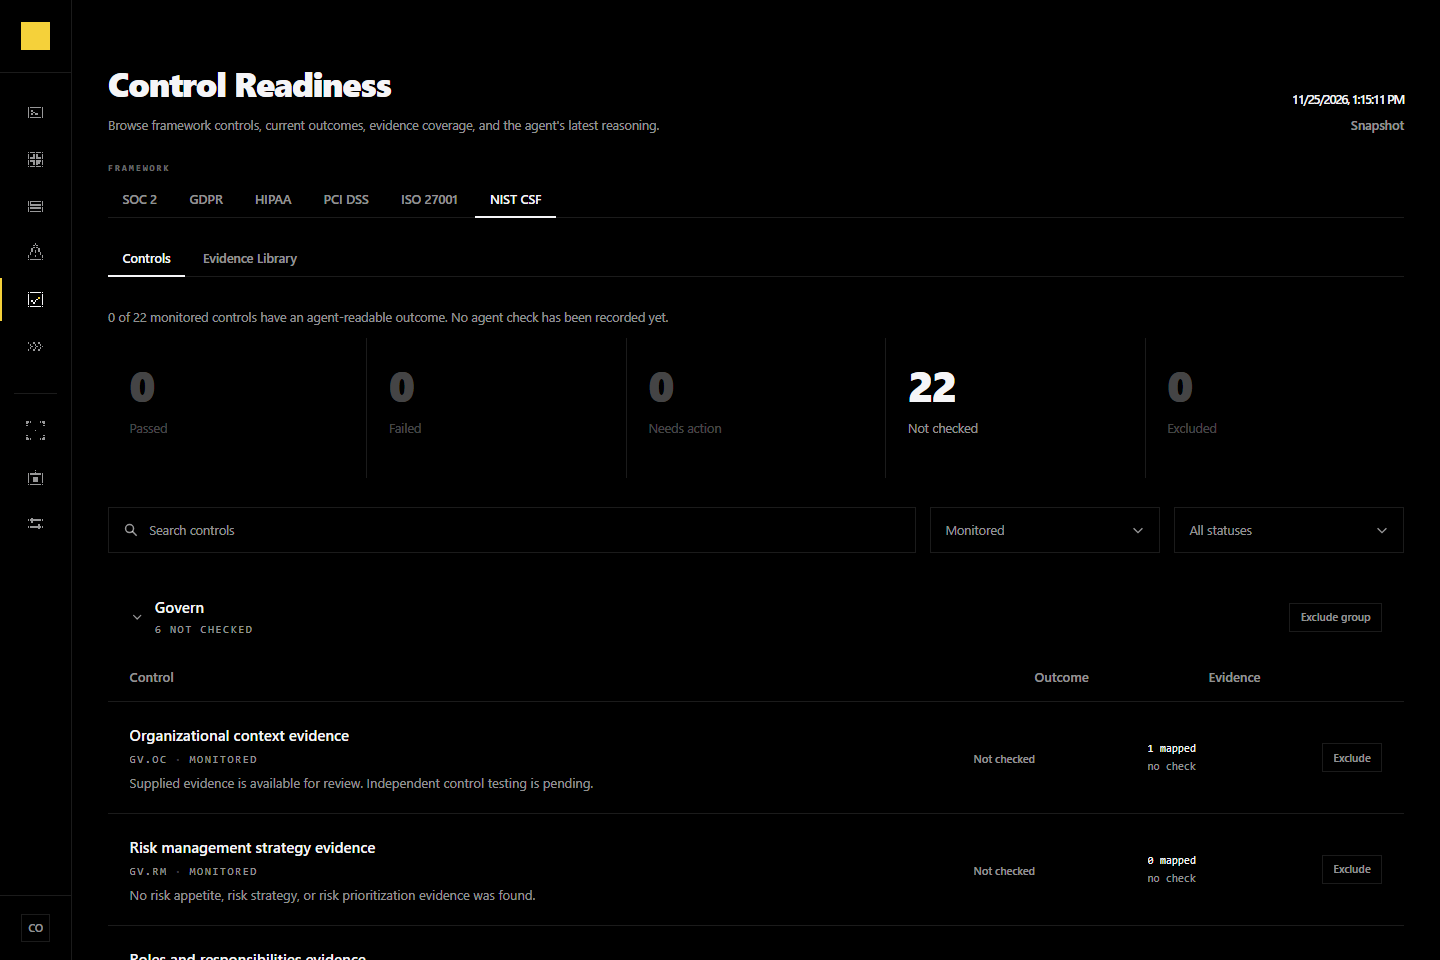 Control Readiness
Browse framework controls, current outcomes, evidence coverage, and the agent's latest reasoning.
11/25/2026, 1:15:11 PM
Snapshot
FRAMEWORK
SOC 2 GDPR HIPAA PCI DSS ISO 27001 NIST CSF
Controls Evidence Library
0 of 22 monitored controls have an agent-readable outcome. No agent check has been recorded yet.
0 0 0 22 0
Passed Failed Needs action Not checked Excluded
Search controls Monitored All statuses
Govern
6 NOT CHECKED
Exclude group
Control Outcome Evidence
Organizational context evidence
GV.OC · MONITORED
Supplied evidence is available for review. Independent control testing is pending.
Not checked
1 mapped
no check
Exclude
Risk management strategy evidence
GV.RM · MONITORED
No risk appetite, risk strategy, or risk prioritization evidence was found.
Not checked
0 mapped
no check
Exclude
Roles and responsibilities evidence
CO